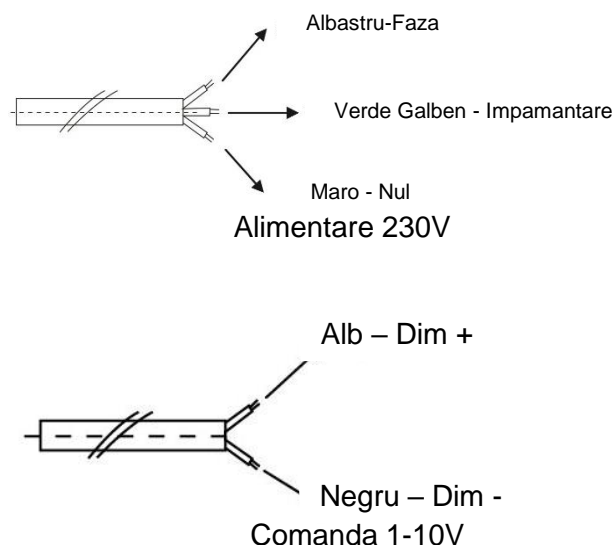 Albastru-Faza
Verde Galben - Impamantare
Maro - Nul
Alimentare 230V
Alb – Dim +
Negru – Dim -
Comanda 1-10V